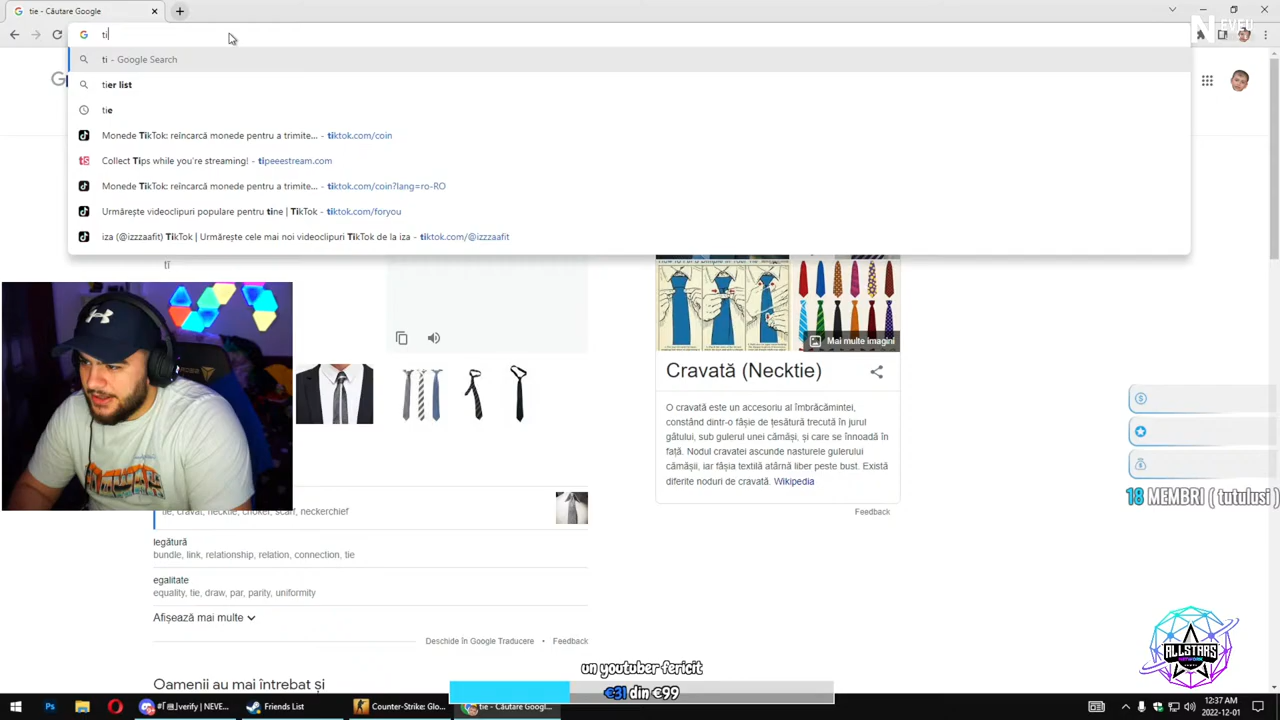 tie - Căutare Google
NEVEU
ti
ti - Google Search
tier list
tie
Monede TikTok: reîncarcă monede pentru a trimite... - tiktok.com/coin
Collect Tips while you're streaming! - tipeeestream.com
Monede TikTok: reîncarcă monede pentru a trimite... - tiktok.com/coin?lang=ro-RO
Urmărește videoclipuri populare pentru tine | TikTok - tiktok.com/foryou
iza (@izzzaafit) TikTok | Urmărește cele mai noi videoclipuri TikTok de la iza - tiktok.com/@izzzaafit
Mai multe imagini
Cravată (Necktie)
O cravată este un accesoriu al îmbrăcămintei,
constând dintr-o fâșie de țesătură trecută în jurul
gâtului, sub gulerul unei cămăși, și care se înnoadă în
față. Nodul cravatei ascunde nasturele gulerului
cămășii, iar fâșia textilă atârnă liber peste bust. Există
diferite noduri de cravată. Wikipedia
Feedback
tie, cravat, necktie, choker, scarf, neckerchief
legătură
bundle, link, relationship, relation, connection, tie
egalitate
equality, tie, draw, par, parity, uniformity
Afișează mai multe
Deschide în Google Traducere • Feedback
Oamenii au mai întrebat și
18 MEMBRI ( tutulusi )
ALLSTARS
NETWORK
un youtuber fericit
€31 din €99
Friends List
Counter-Strike: Glo...
tie - Căutare Googl...
12:37 AM
2022-12-01